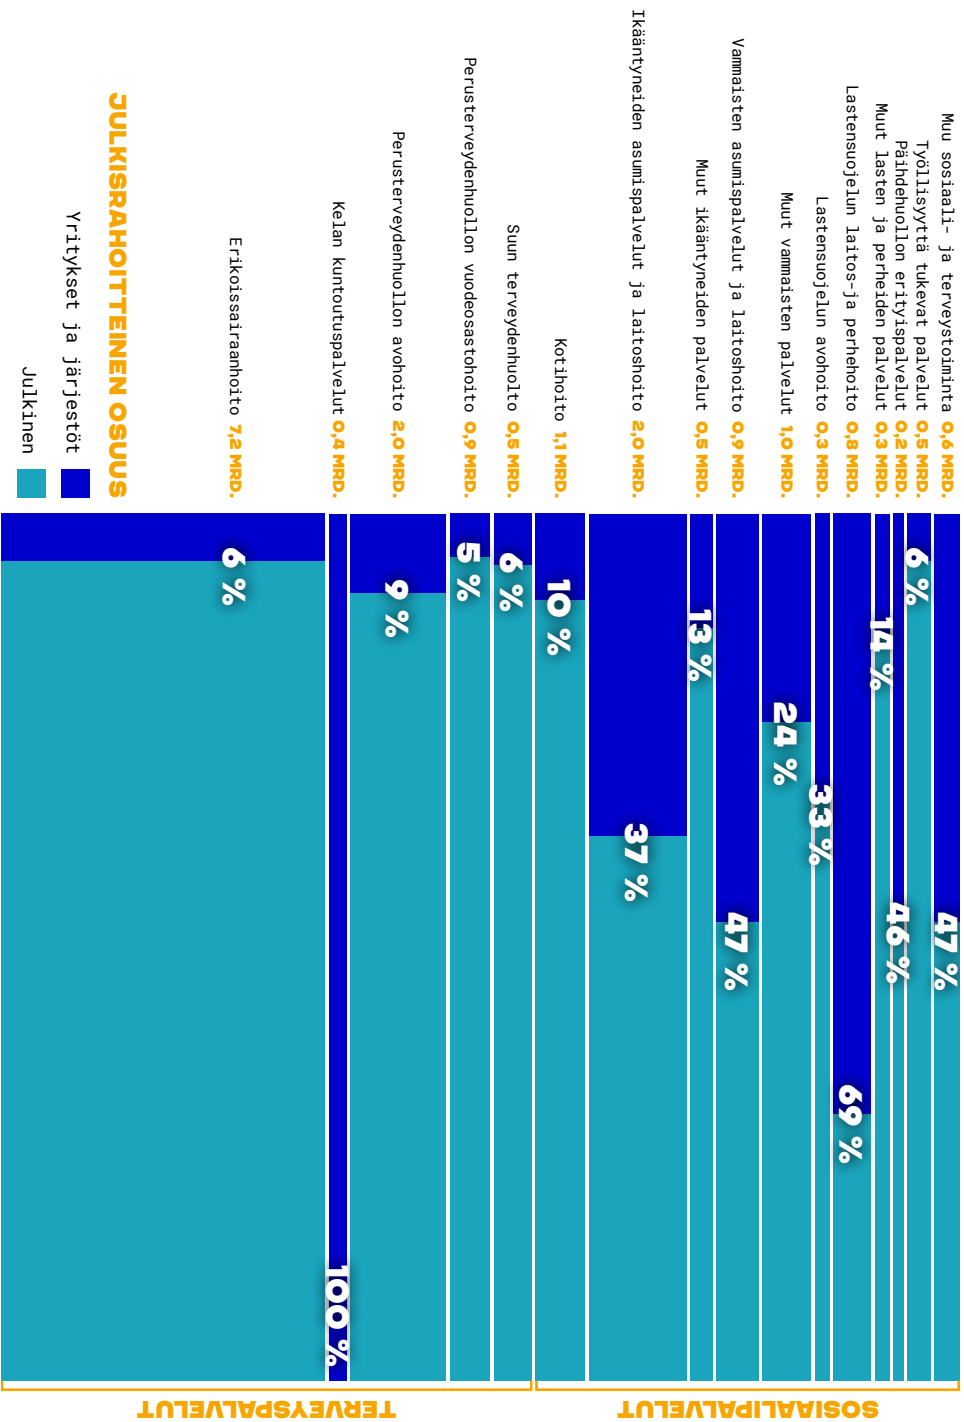 Muu sosiaali- ja terveystoiminta 0,6 MRD.
47 %
Työllisyyttä tukevat palvelut 0,5 MRD.
6 %
Päihdehuollon erityispalvelut 0,2 MRD.
46 %
Muut lasten ja perheiden palvelut 0,3 MRD.
14 %
Lastensuojelun laitos-ja perhehoito 0,8 MRD.
69 %
Lastensuojelun avohoito 0,3 MRD.
33 %
Muut vammaisten palvelut 1,0 MRD.
24 %
Vammaisten asumispalvelut ja laitoshoito 0,9 MRD.
47 %
Muut ikääntyneiden palvelut 0,5 MRD.
13 %
Ikääntyneiden asumispalvelut ja laitoshoito 2,0 MRD.
37 %
Kotihoito 1,1 MRD.
10 %
Suun terveydenhuolto 0,5 MRD.
6 %
Perusterveydenhuollon vuodeosastohoito 0,9 MRD.
5 %
Perusterveydenhuollon avohoito 2,0 MRD.
9 %
Kelan kuntoutuspalvelut 0,4 MRD.
100 %
Erikoissairaanhoito 7,2 MRD.
6 %
SOSIAALIPALVELUT
TERVEYSPALVELUT
JULKISRAHOITTEINEN OSUUS
Yritykset ja järjestöt
Julkinen